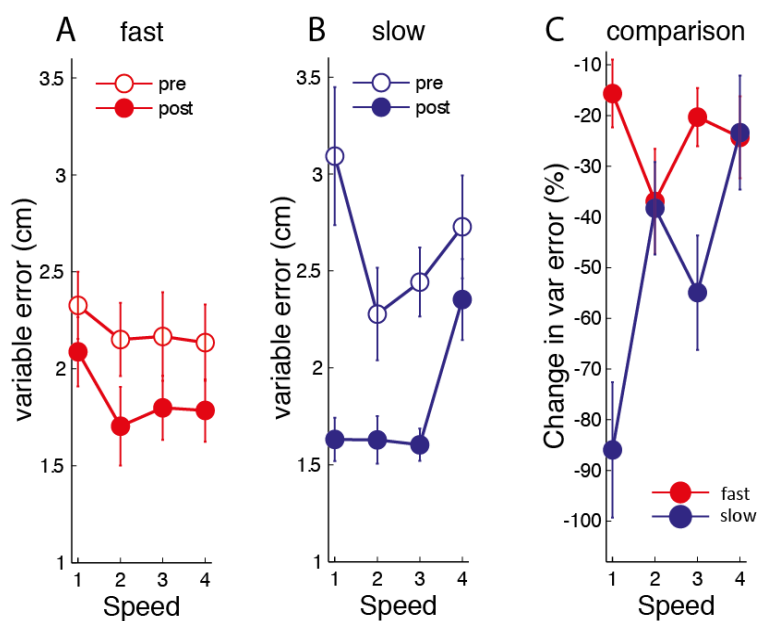 A fast
pre
post
variable error (cm)
3.5
3
2.5
2
1.5
1
1 2 3 4
Speed
B slow
pre
post
variable error (cm)
3.5
3
2.5
2
1.5
1
1 2 3 4
Speed
C comparison
Change in var error (%)
-10
-20
-30
-40
-50
-60
-70
-80
-90
-100
fast
slow
1 2 3 4
Speed